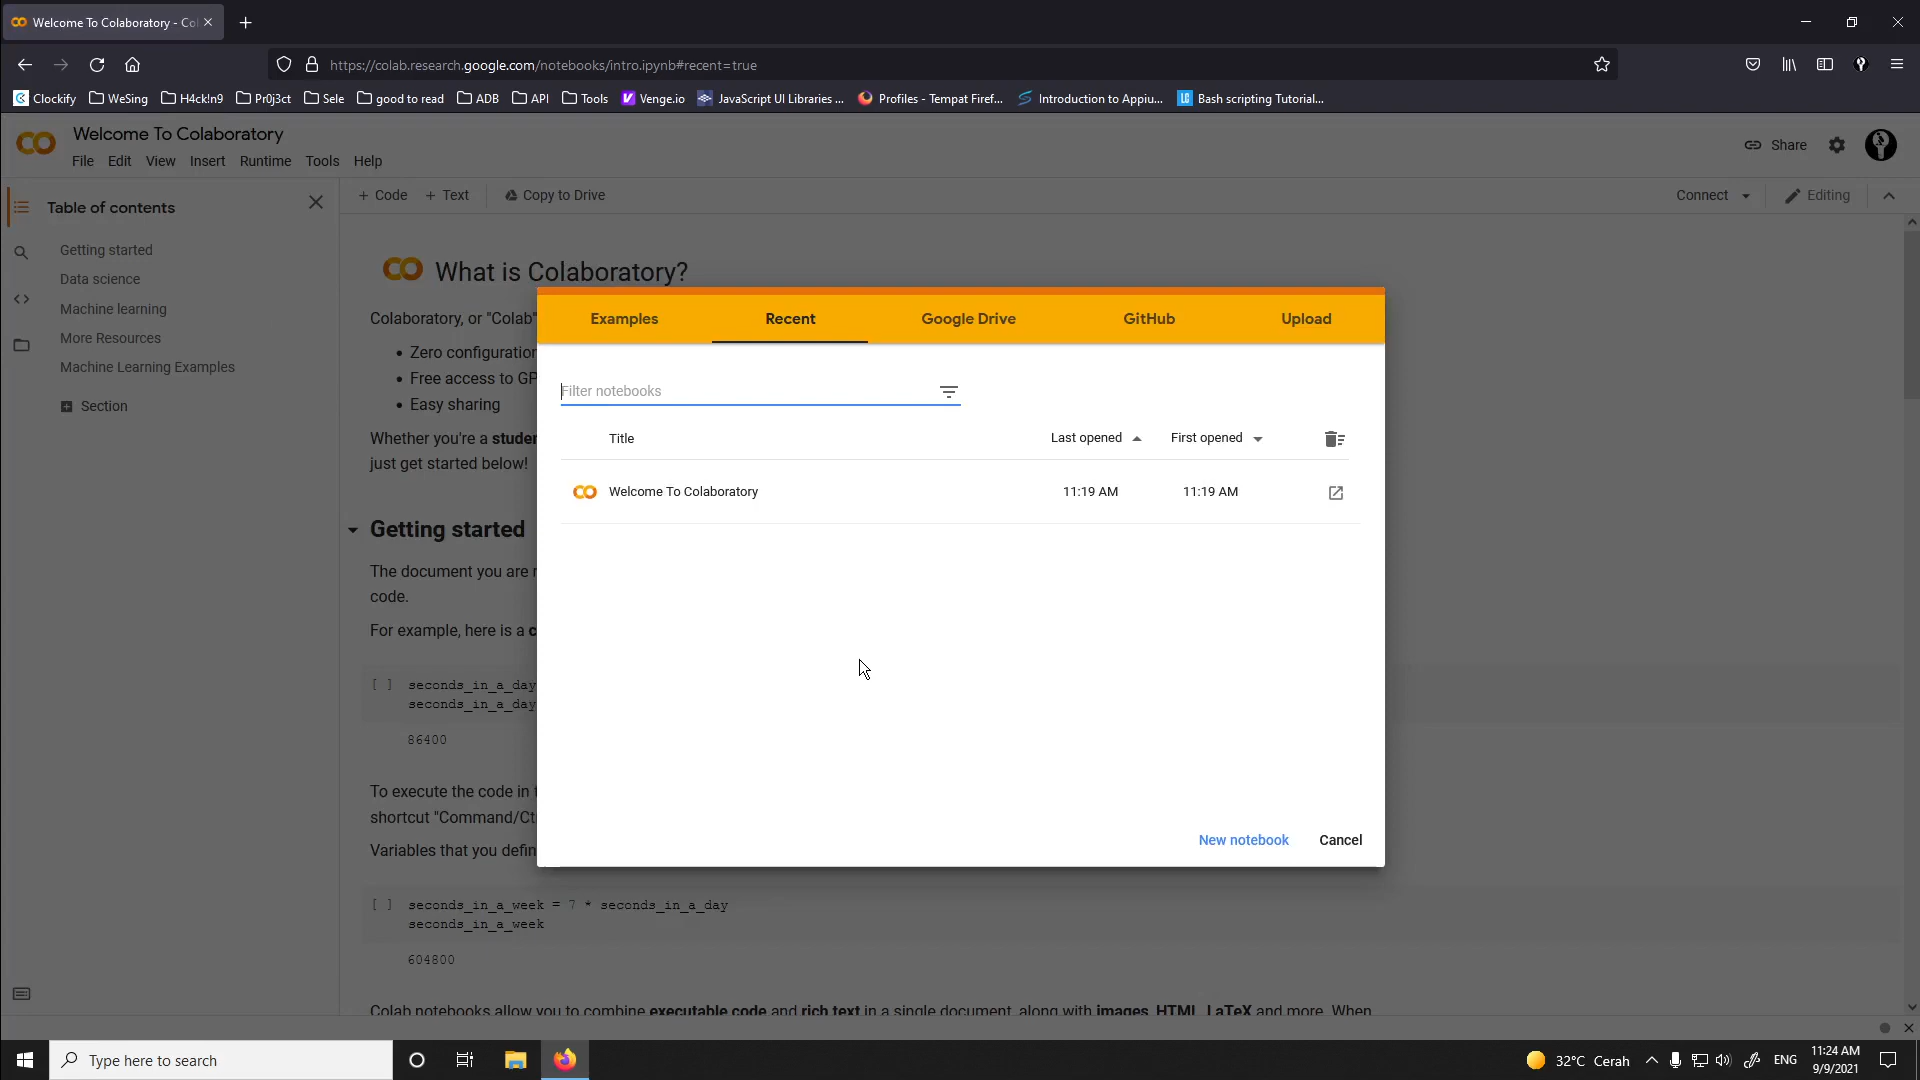 Welcome To Colaboratory - Co
https://colab.research.google.com/notebooks/intro.ipynb#recent=true
Clockify WeSing H4ck!n9 Pr0j3ct Sele good to read ADB API Tools Venge.io JavaScript UI Libraries ... Profiles - Tempat Firef... Introduction to Appiu... Bash scripting Tutorial...
Welcome To Colaboratory
File Edit View Insert Runtime Tools Help
Share
Table of contents
+ Code + Text Copy to Drive
Connect Editing
Getting started
Data science
Machine learning
More Resources
Machine Learning Examples
Section
What is Colaboratory?
Colaboratory, or "Colab"
Zero configuration
Free access to GP
Easy sharing
Whether you're a studen
just get started below!
Getting started
The document you are
code.
For example, here is a
[ ] seconds_in_a_day
seconds_in_a_day
86400
To execute the code in
shortcut "Command/Ct
Variables that you defin
[ ] seconds_in_a_week = 7 * seconds_in_a_day
seconds_in_a_week
604800
Colab notebooks allow you to combine executable code and rich text in a single document, along with images, HTML, LaTeX and more. When
Examples Recent Google Drive GitHub Upload
Filter notebooks
Title Last opened First opened
Welcome To Colaboratory 11:19 AM 11:19 AM
New notebook Cancel
Type here to search
32°C Cerah ENG
11:24 AM
9/9/2021